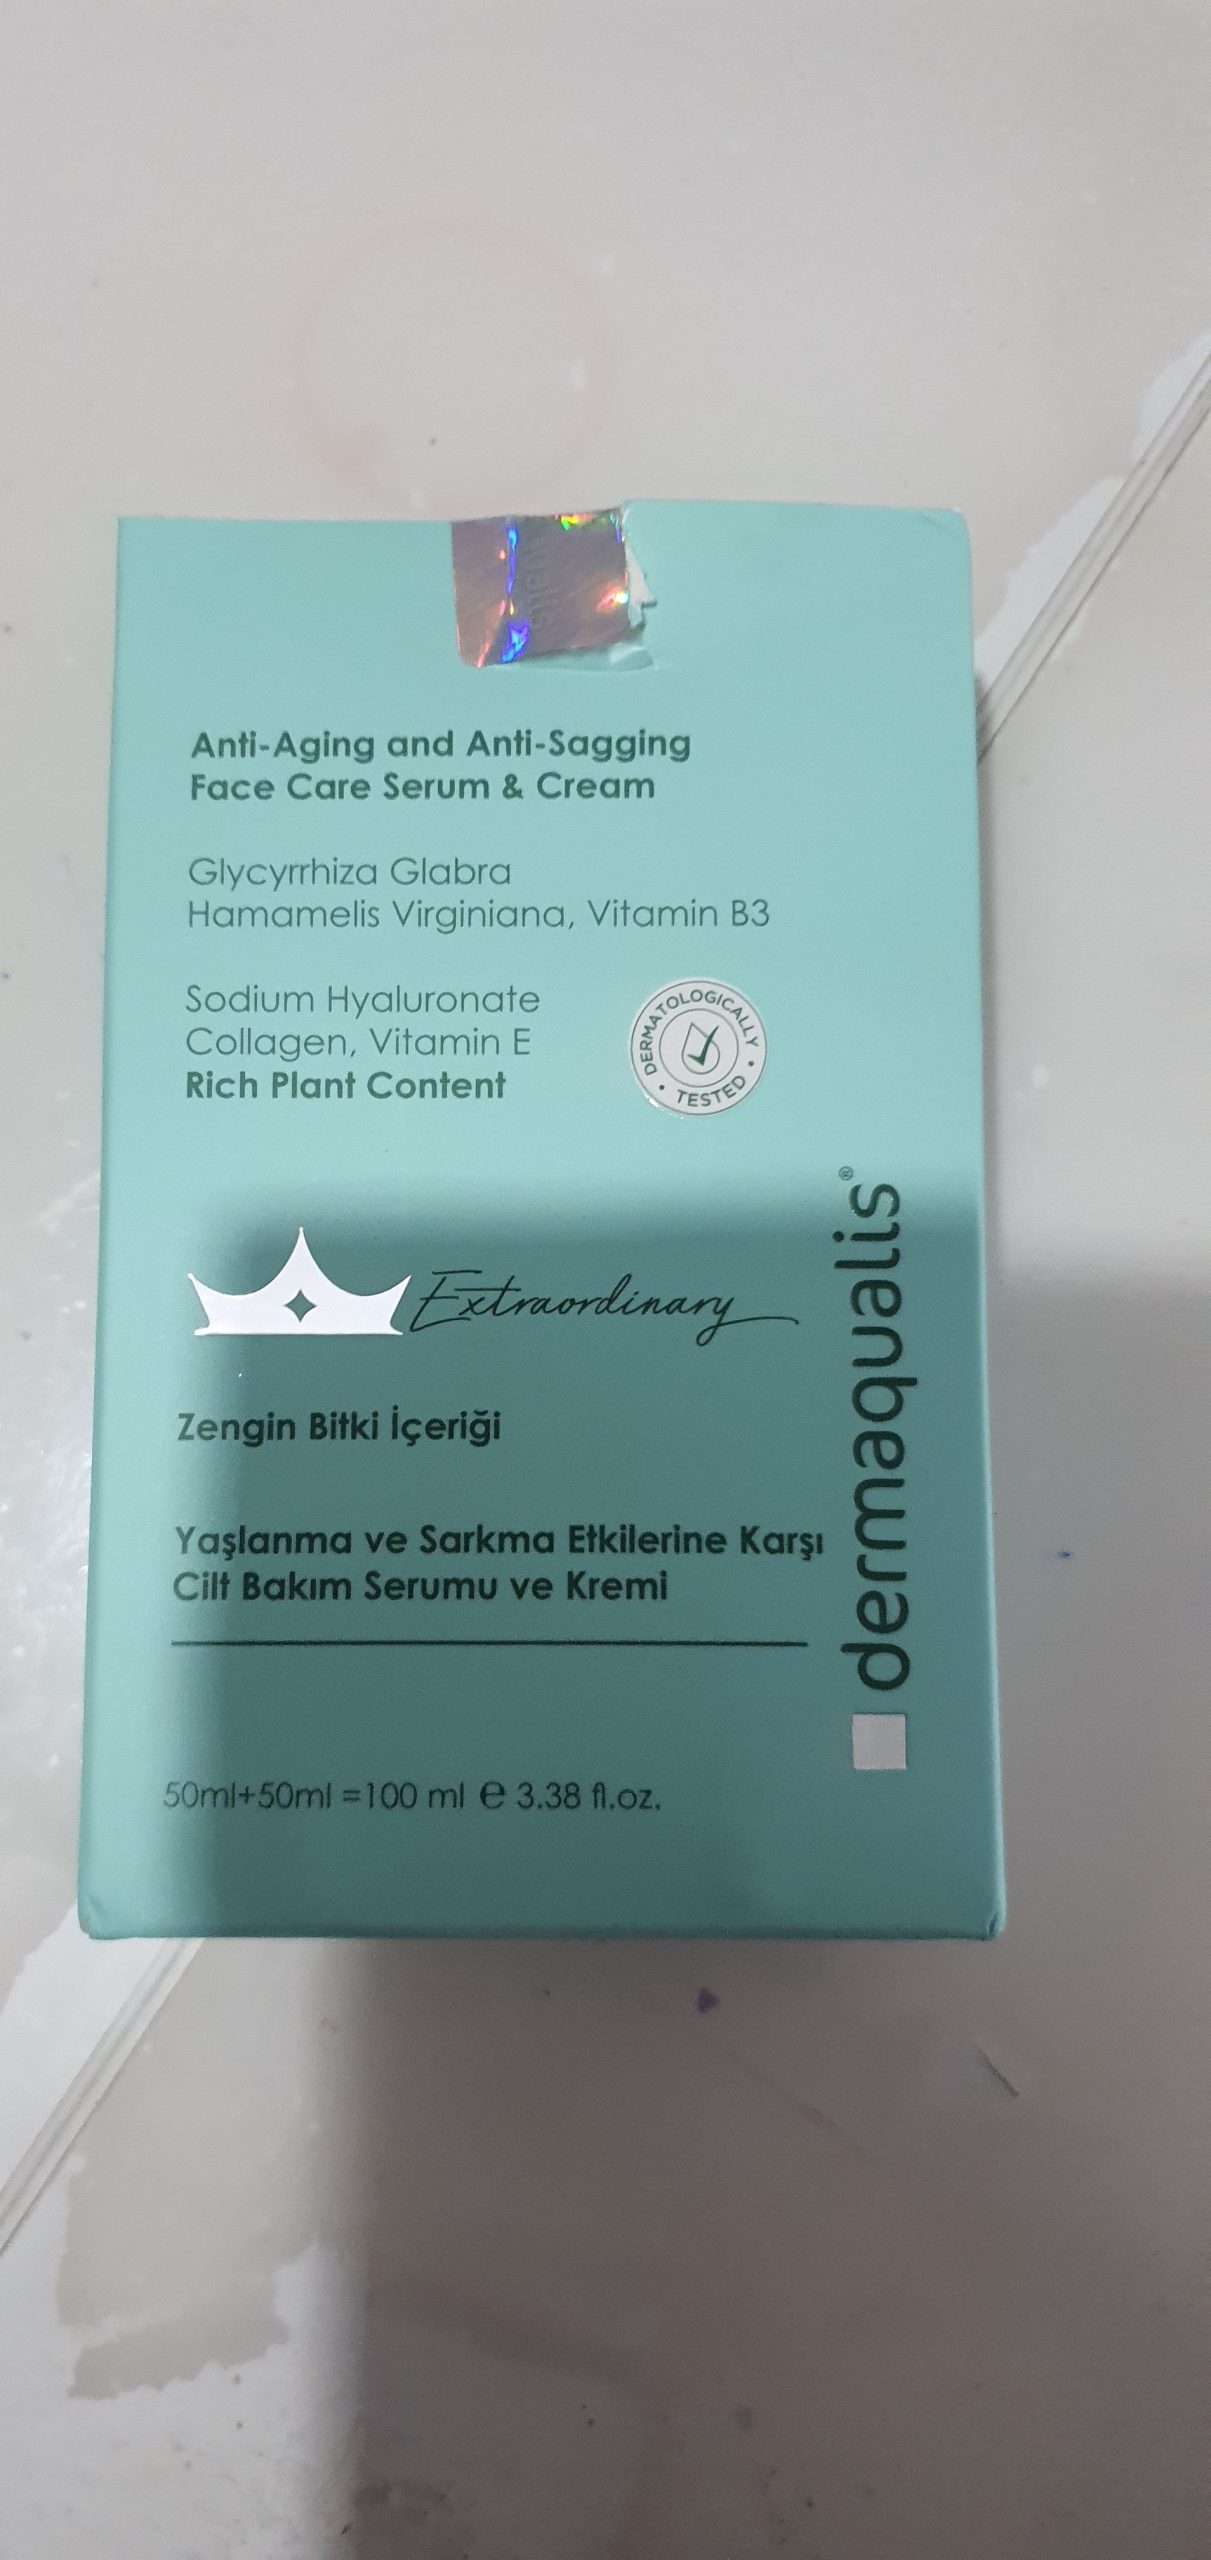 Anti-Aging and Anti-Sagging
Face Care Serum & Cream
Glycyrrhiza Glabra
Hamamelis Virginiana, Vitamin B3
Sodium Hyaluronate
Collagen, Vitamin E
Rich Plant Content
DERMATOLOGICALLY
TESTED
Extraordinary
dermaqualis®
Zengin Bitki İçeriği
Yaşlanma ve Sarkma Etkilerine Karşı
Cilt Bakım Serumu ve Kremi
50ml+50ml =100 ml ℮ 3.38 fl.oz.